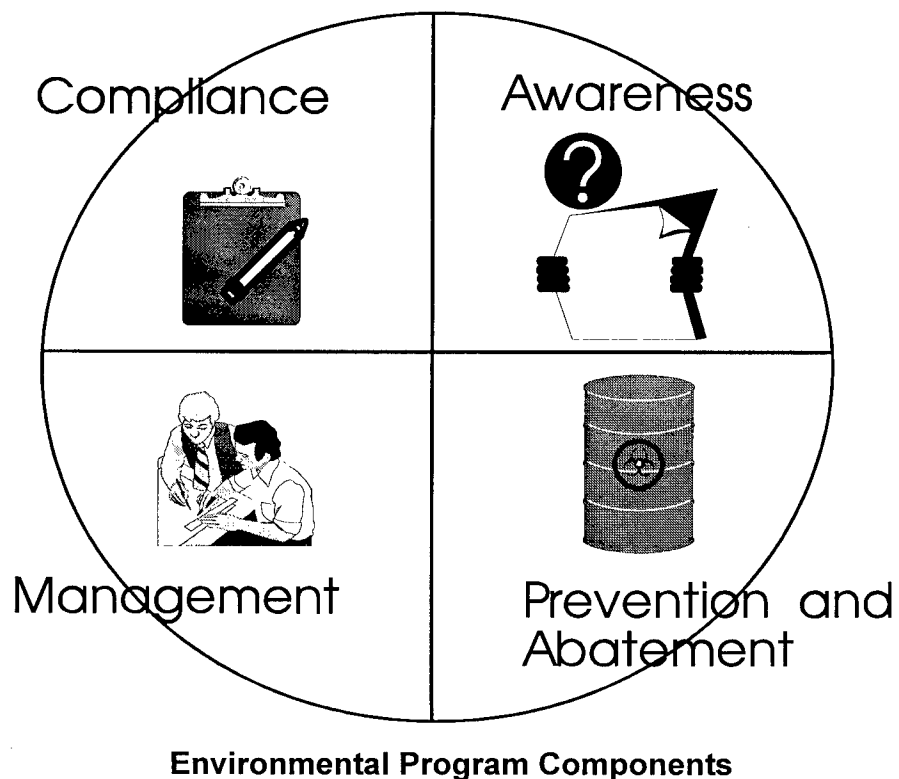 Compliance
Awareness
?
Management
Prevention and
Abatement
Environmental Program Components